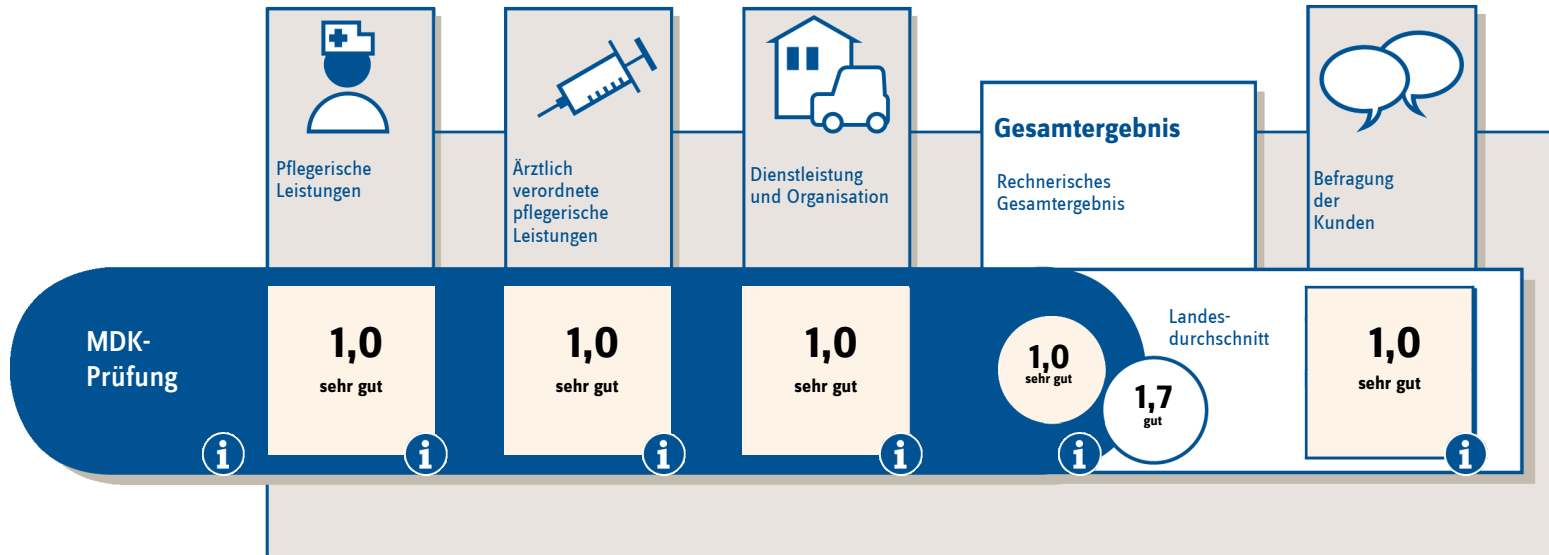 Pflegerische
Leistungen
Ärztlich
verordnete
pflegerische
Leistungen
Dienstleistung
und Organisation
Gesamtergebnis
Rechnerisches
Gesamtergebnis
Befragung
der
Kunden
MDK-
Prüfung
1,0
sehr gut
1,0
sehr gut
1,0
sehr gut
1,0
sehr gut
Landes-
durchschnitt
1,7
gut
1,0
sehr gut
i
i
i
i
i
i